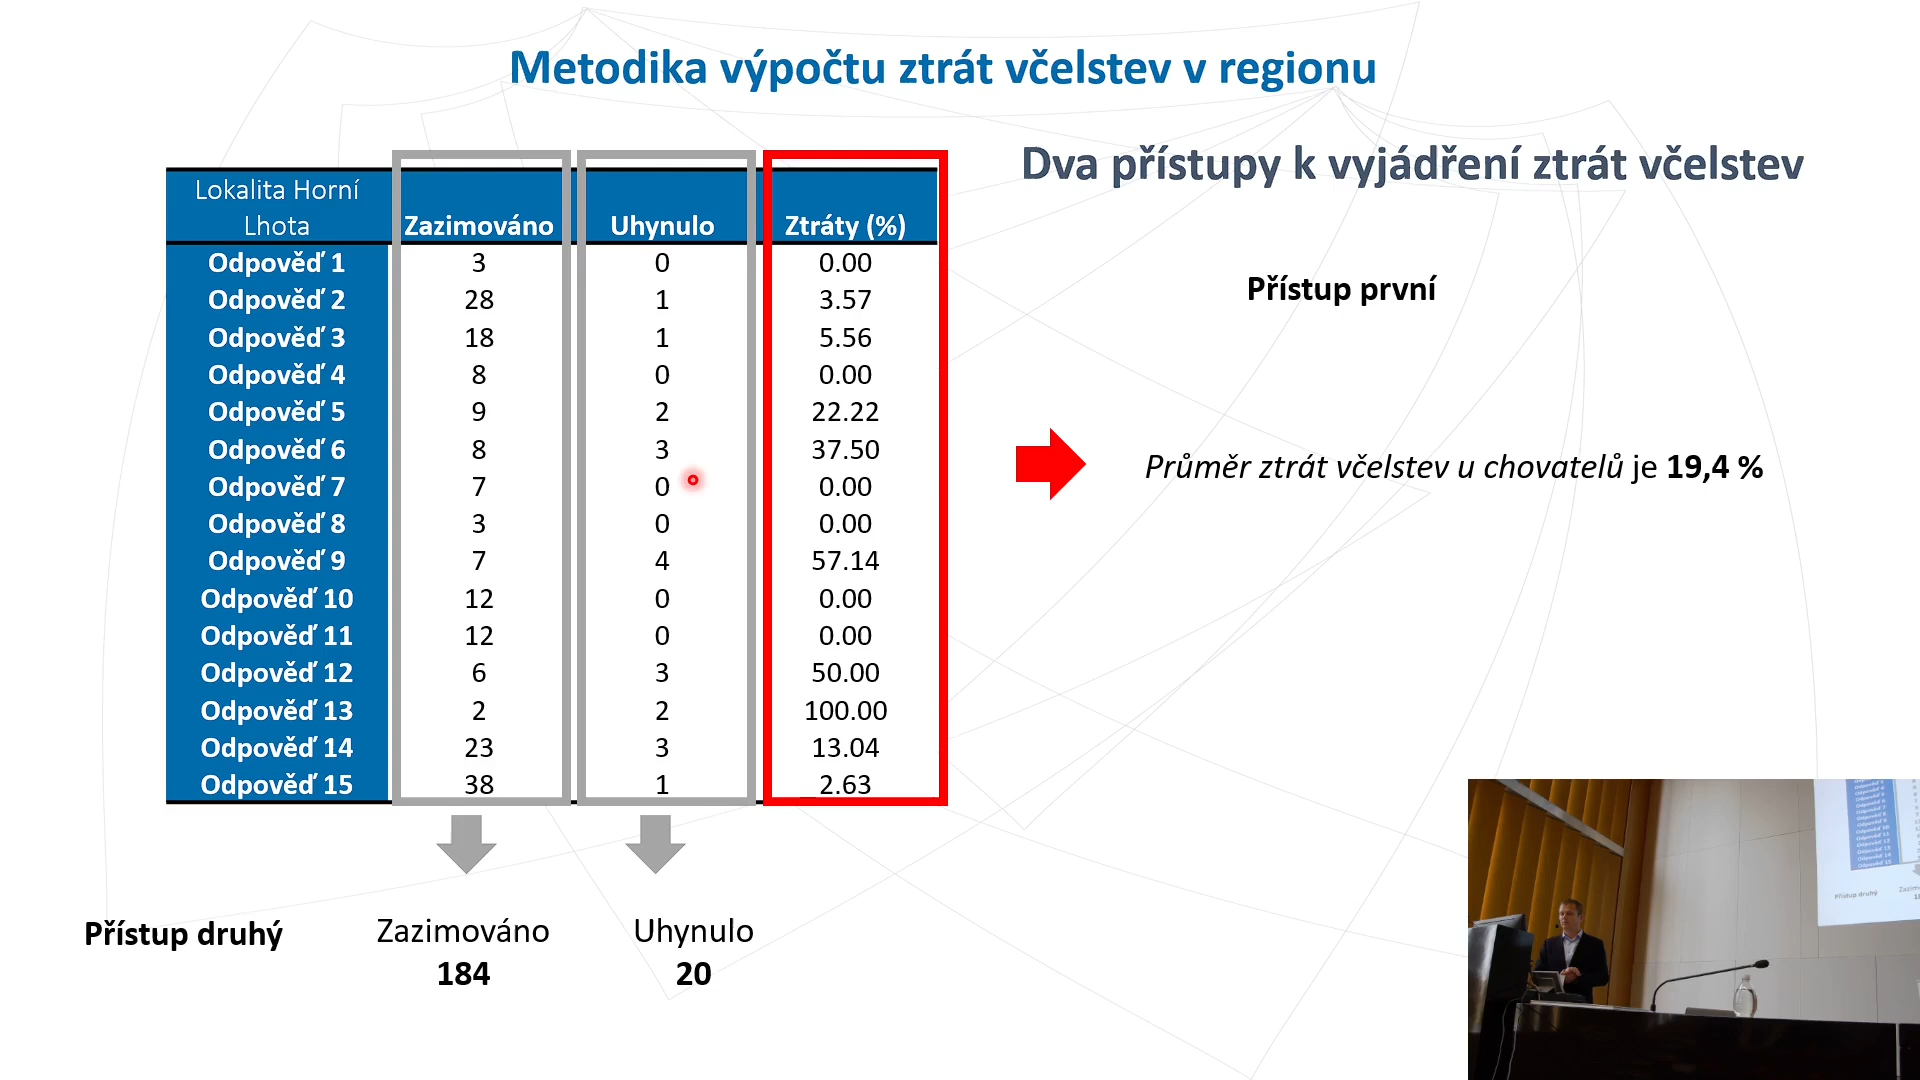 Metodika výpočtu ztrát včelstev v regionu
Dva přístupy k vyjádření ztrát včelstev
Lokalita Horní
Lhota
Zazimováno Uhynulo Ztráty (%)
Odpověď 1 3 0 0.00
Odpověď 2 28 1 3.57
Odpověď 3 18 1 5.56
Odpověď 4 8 0 0.00
Odpověď 5 9 2 22.22
Odpověď 6 8 3 37.50
Odpověď 7 7 0 0.00
Odpověď 8 3 0 0.00
Odpověď 9 7 4 57.14
Odpověď 10 12 0 0.00
Odpověď 11 12 0 0.00
Odpověď 12 6 3 50.00
Odpověď 13 2 2 100.00
Odpověď 14 23 3 13.04
Odpověď 15 38 1 2.63
Přístup první
Průměr ztrát včelstev u chovatelů je 19,4 %
Přístup druhý
Zazimováno Uhynulo
184 20
Přístup druhý